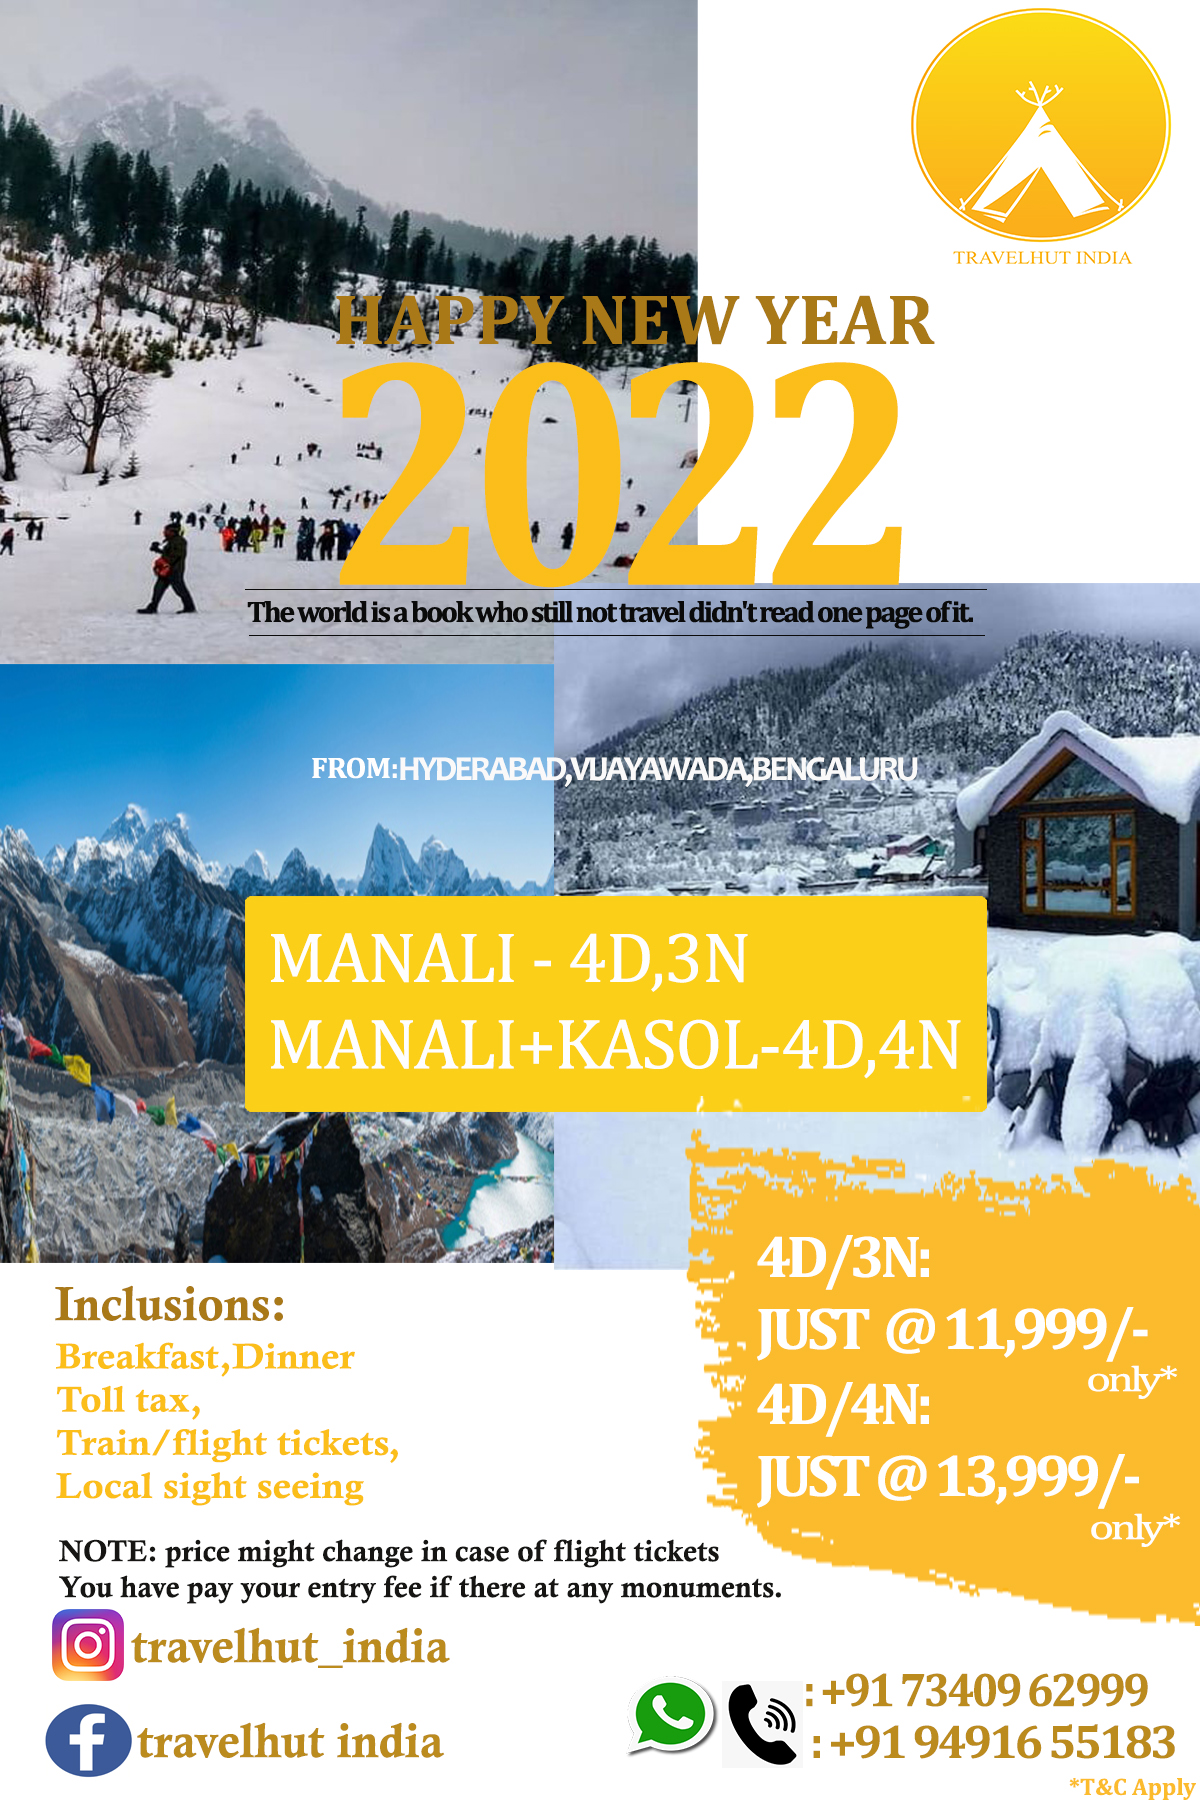 TRAVELHUT INDIA
HAPPY NEW YEAR
2022
The world is a book who still not travel didn't read one page of it.
FROM:HYDERABAD,VIJAYAWADA,BENGALURU
MANALI - 4D,3N
MANALI+KASOL-4D,4N
4D/3N:
JUST @ 11,999/-
only*
4D/4N:
JUST @ 13,999/-
only*
Inclusions:
Breakfast,Dinner
Toll tax,
Train/flight tickets,
Local sight seeing
NOTE: price might change in case of flight tickets
You have pay your entry fee if there at any monuments.
travelhut_india
travelhut india
: +91 73409 62999
: +91 94916 55183
*T&C Apply